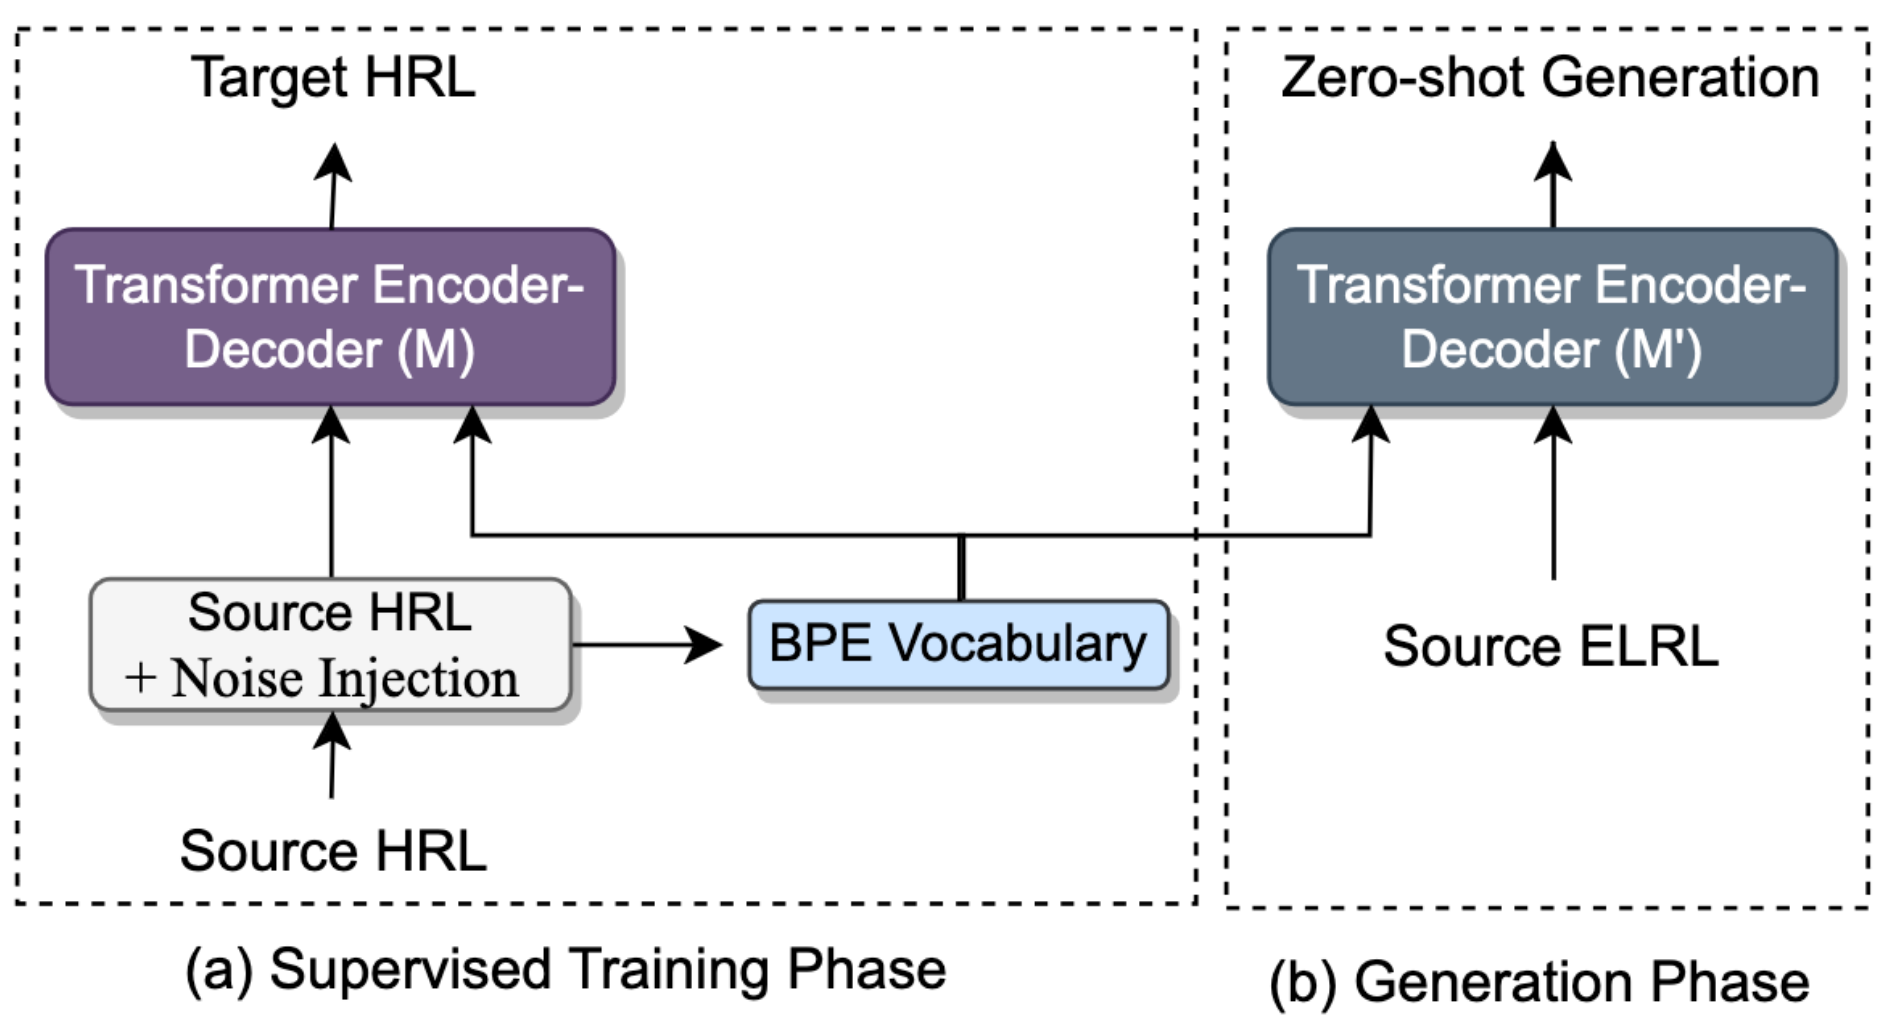 Target HRL
Transformer Encoder-
Decoder (M)
Source HRL
+ Noise Injection
BPE Vocabulary
Source HRL
(a) Supervised Training Phase
Zero-shot Generation
Transformer Encoder-
Decoder (M')
Source ELRL
(b) Generation Phase